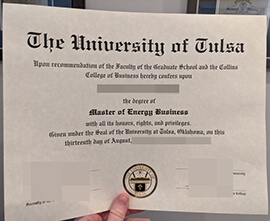 The University of Tulsa
Upon recommendation of the Faculty of the Graduate School and the Collins
College of Business hereby confers upon
the degree of
Master of Energy Business
with all its honors, rights, and privileges.
Given under the Seal of the University at Tulsa, Oklahoma, on this
thirteenth day of August,